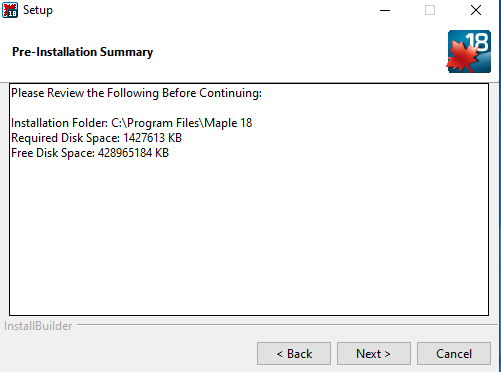 18 Setup
Pre-Installation Summary
18
Please Review the Following Before Continuing:
Installation Folder: C:\Program Files\Maple 18
Required Disk Space: 1427613 KB
Free Disk Space: 428965184 KB
InstallBuilder
< Back Next > Cancel